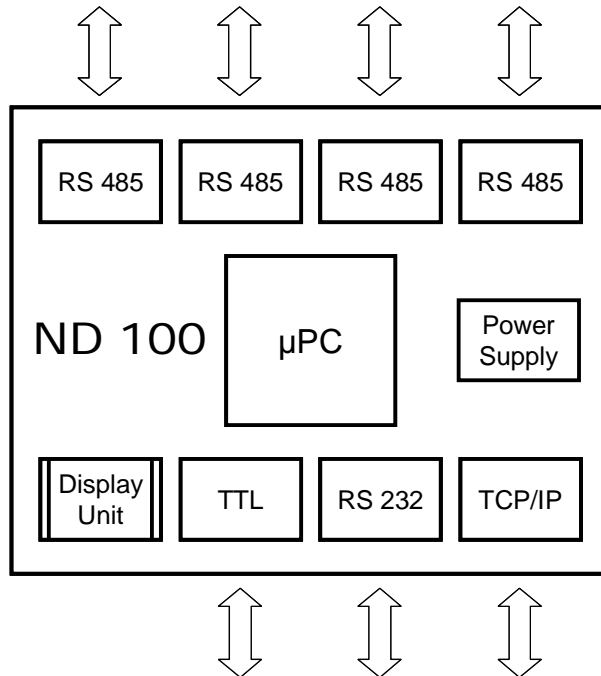 RS 485
RS 485
RS 485
RS 485
ND 100
µPC
Power
Supply
Display
Unit
TTL
RS 232
TCP/IP